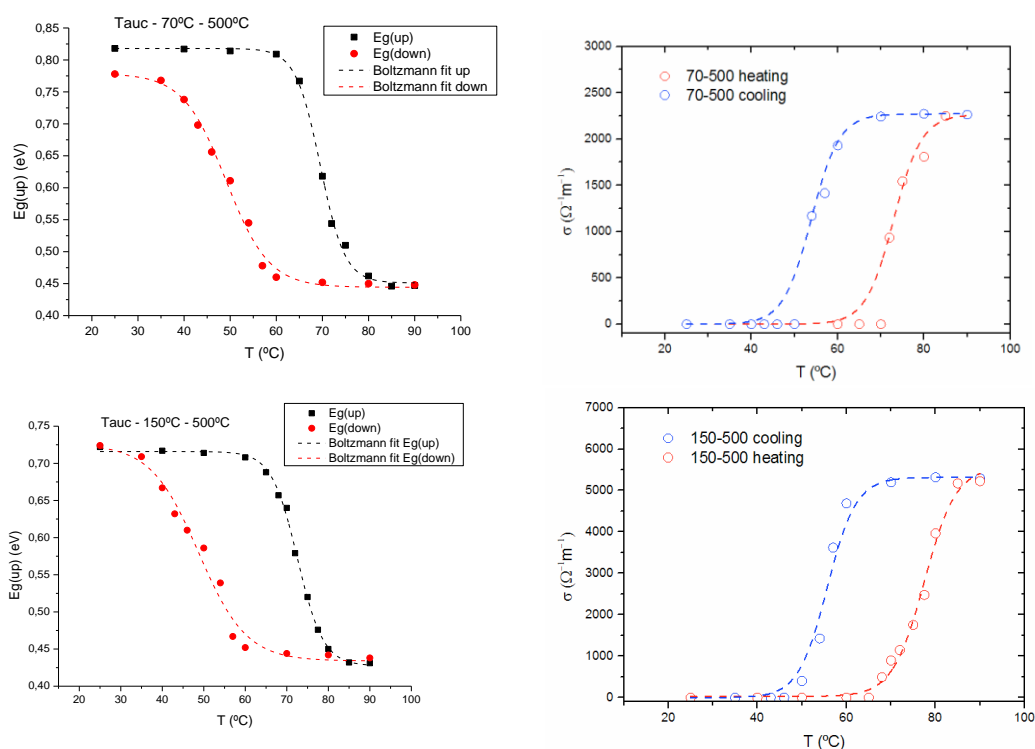 Tauc - 70ºC - 500ºC
Eg(up)
Eg(down)
Boltzmann fit up
Boltzmann fit down
0,85
0,80
0,75
0,70
0,65
0,60
0,55
0,50
0,45
0,40
Eg(up) (eV)
20 30 40 50 60 70 80 90 100
T (ºC)
70-500 heating
70-500 cooling
3000
2500
2000
1500
1000
500
0
σ (Ω⁻¹m⁻¹)
20 40 60 80 100
T (ºC)
Tauc - 150ºC - 500ºC
Eg(up)
Eg(down)
Boltzmann fit Eg(up)
Boltzmann fit Eg(down)
0,75
0,70
0,65
0,60
0,55
0,50
0,45
0,40
Eg(up) (eV)
20 30 40 50 60 70 80 90 100
T (ºC)
150-500 cooling
150-500 heating
7000
6000
5000
4000
3000
2000
1000
0
σ (Ω⁻¹m⁻¹)
20 40 60 80 100
T (ºC)